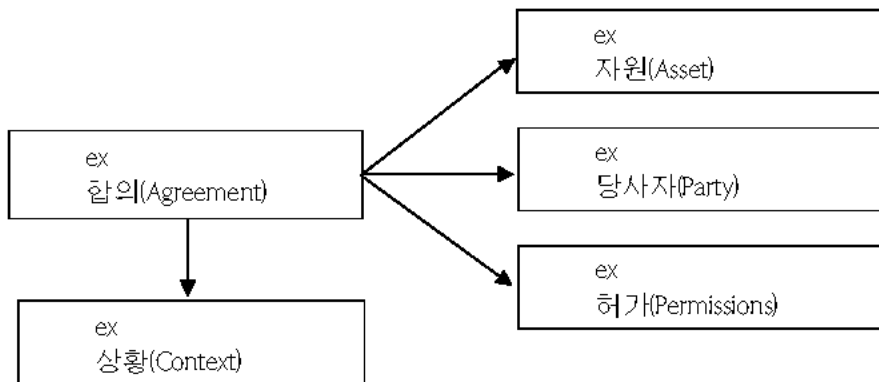 ex
자원(Asset)
ex
합의(Agreement)
ex
당사자(Party)
ex
허가(Permissions)
ex
상황(Context)